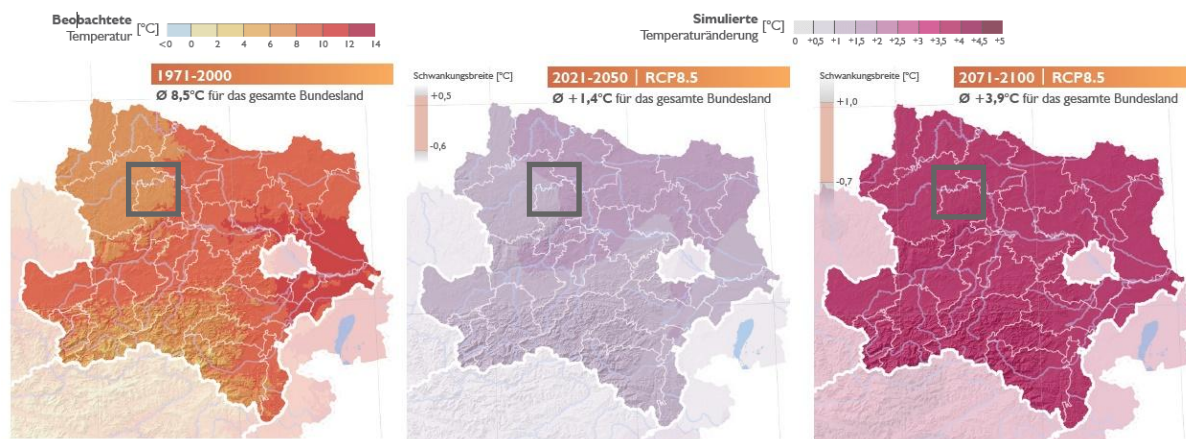 Beobachtete
Temperatur [°C]
<0 0 2 4 6 8 10 12 14
Simulierte
Temperaturänderung [°C]
0 +0,5 +1 +1,5 +2 +2,5 +3 +3,5 +4 +4,5 +5
1971-2000
Ø 8,5°C für das gesamte Bundesland
Schwankungsbreite [°C]
+0,5
-0,6
2021-2050 | RCP8.5
Ø +1,4°C für das gesamte Bundesland
Schwankungsbreite [°C]
+1,0
-0,7
2071-2100 | RCP8.5
Ø +3,9°C für das gesamte Bundesland